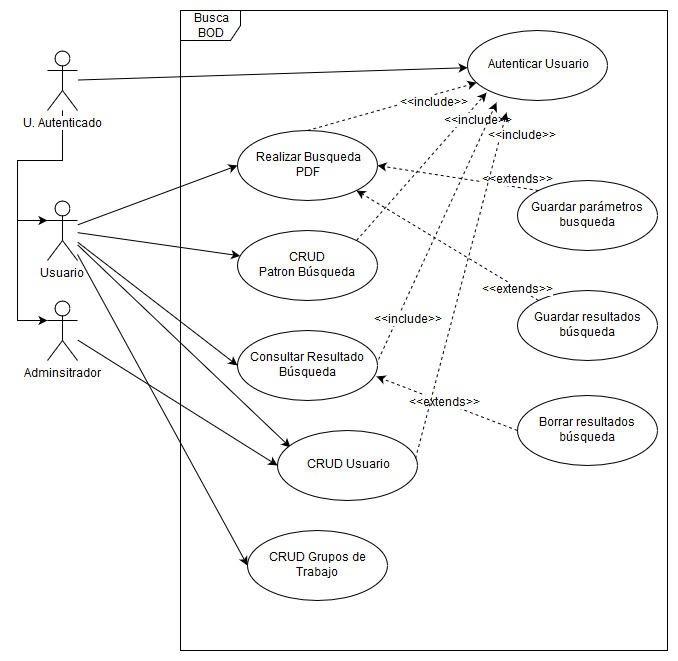 Busca
BOD
Autenticar Usuario
U. Autenticado
<<include>>
<<include>>
<<include>>
Realizar Busqueda
PDF
<<extends>>
Guardar parámetros
busqueda
Usuario
CRUD
Patron Búsqueda
<<extends>>
Guardar resultados
búsqueda
<<include>>
Adminsitrador
Consultar Resultado
Búsqueda
<<extends>>
Borrar resultados
búsqueda
CRUD Usuario
CRUD Grupos de
Trabajo